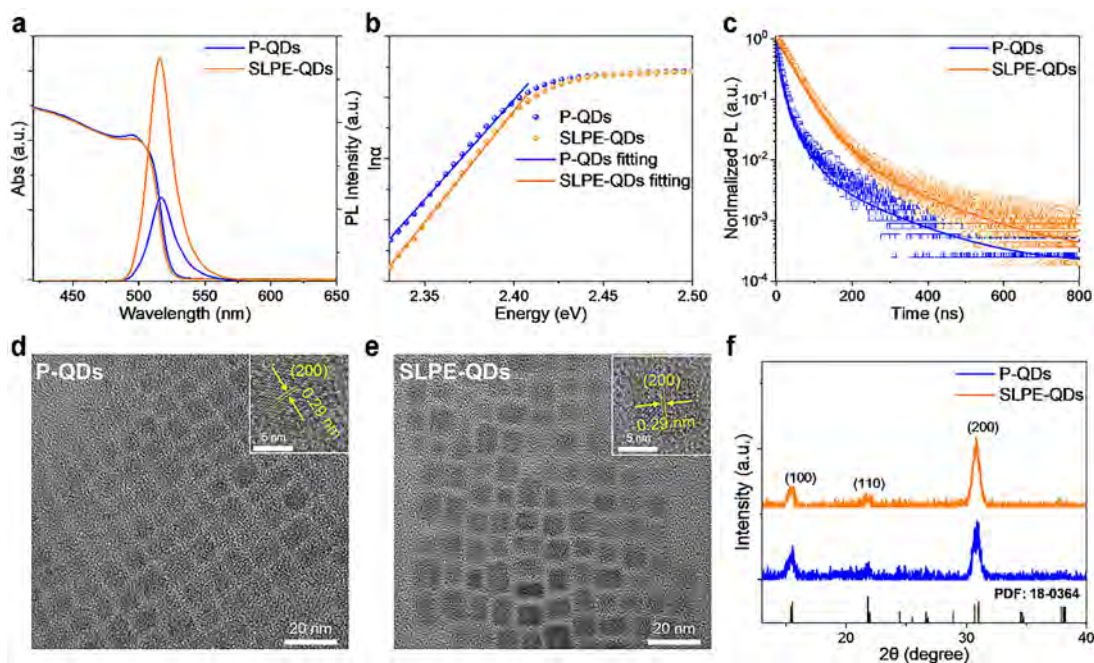 a
P-QDs
SLPE-QDs
Abs (a.u.)
PL Intensity (a.u.)
450
500
550
600
650
Wavelength (nm)
b
P-QDs
SLPE-QDs
P-QDs fitting
SLPE-QDs fitting
lnα
2.35
2.40
2.45
2.50
Energy (eV)
c
P-QDs
SLPE-QDs
Norlmalized PL (a.u.)
10⁰
10⁻¹
10⁻²
10⁻³
10⁻⁴
0
200
400
600
800
Time (ns)
d
P-QDs
(200)
0.29 nm
5 nm
20 nm
e
SLPE-QDs
(200)
0.29 nm
5 nm
20 nm
f
P-QDs
SLPE-QDs
(200)
(100)
(110)
Intensity (a.u.)
PDF: 18-0364
20
30
40
2θ (degree)